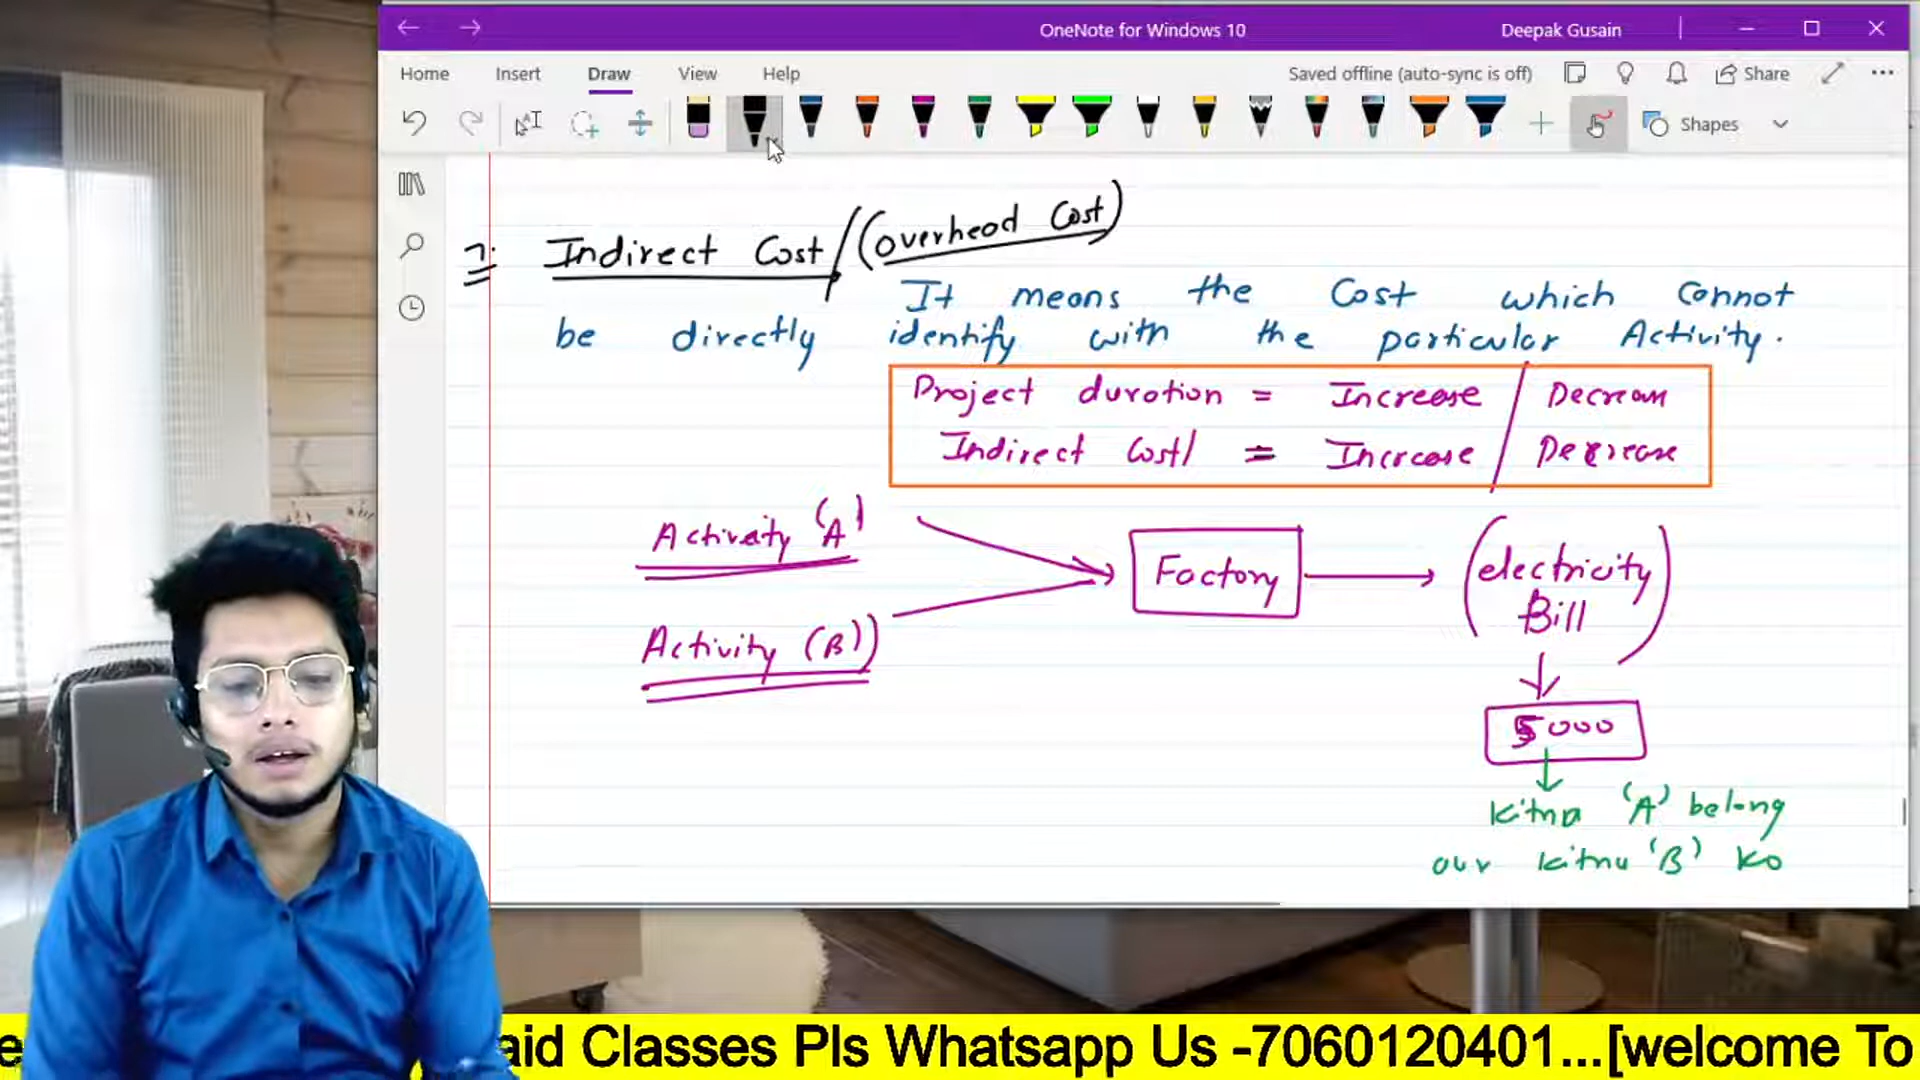 OneNote for Windows 10
Deepak Gusain
Home Insert Draw View Help
Saved offline (auto-sync is off)
Share
Shapes
7:
Indirect Cost/(overhead Cost)
It means the Cost which cannot
be directly identify with the particular Activity.
Project duration = Increase / Decrease
Indirect Cost/ = Increase / Decrease
Activity (A)
Factory
electricity
Bill
Activity (B)
5000
kitna 'A' belong
aur kitna 'B' ko
aid Classes Pls Whatsapp Us -7060120401...[welcome To